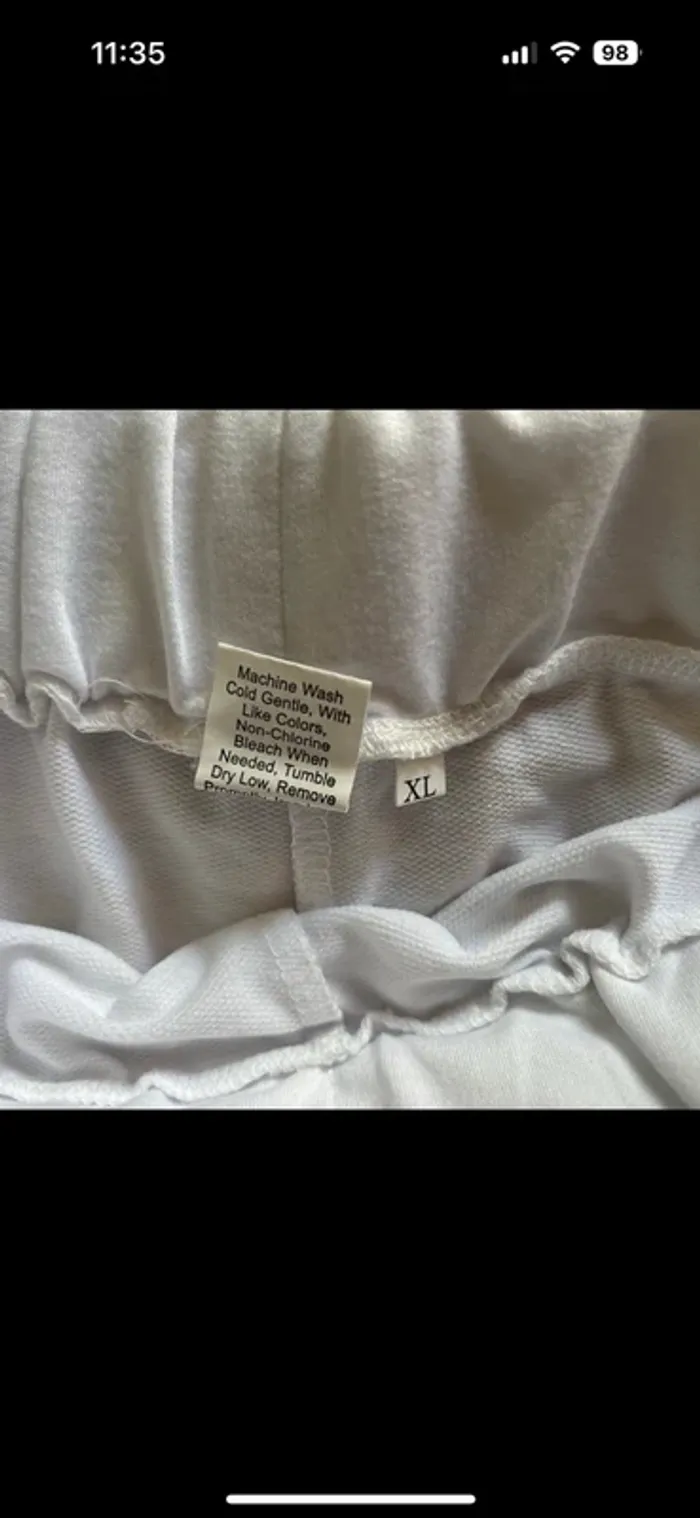 11:35
98
Machine Wash
Cold Gentle, With
Like Colors,
Non-Chlorine
Bleach When
Needed, Tumble
Dry Low, Remove
XL